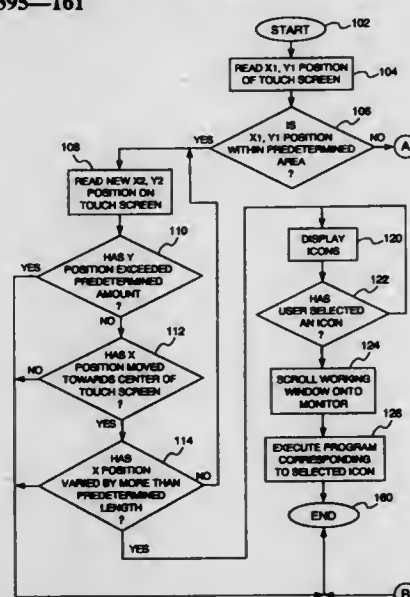 395—161
START
102
READ X1, Y1 POSITION
OF TOUCH SCREEN
104
IS
X1, Y1 POSITION
WITHIN PREDETERMINED
AREA
?
106
YES
NO
A
108
READ NEW X2, Y2
POSITION ON
TOUCH SCREEN
110
HAS Y
POSITION EXCEEDED
PREDETERMINED
AMOUNT
?
YES
NO
112
HAS X
POSITION MOVED
TOWARDS CENTER OF
TOUCH SCREEN
?
NO
YES
114
HAS
X POSITION
VARIED BY MORE THAN
PREDETERMINED
LENGTH
?
NO
YES
DISPLAY
ICONS
120
122
HAS
USER SELECTED
AN ICON
?
124
SCROLL WORKING
WINDOW ONTO
MONITOR
126
EXECUTE PROGRAM
CORRESPONDING
TO SELECTED ICON
160
END
B